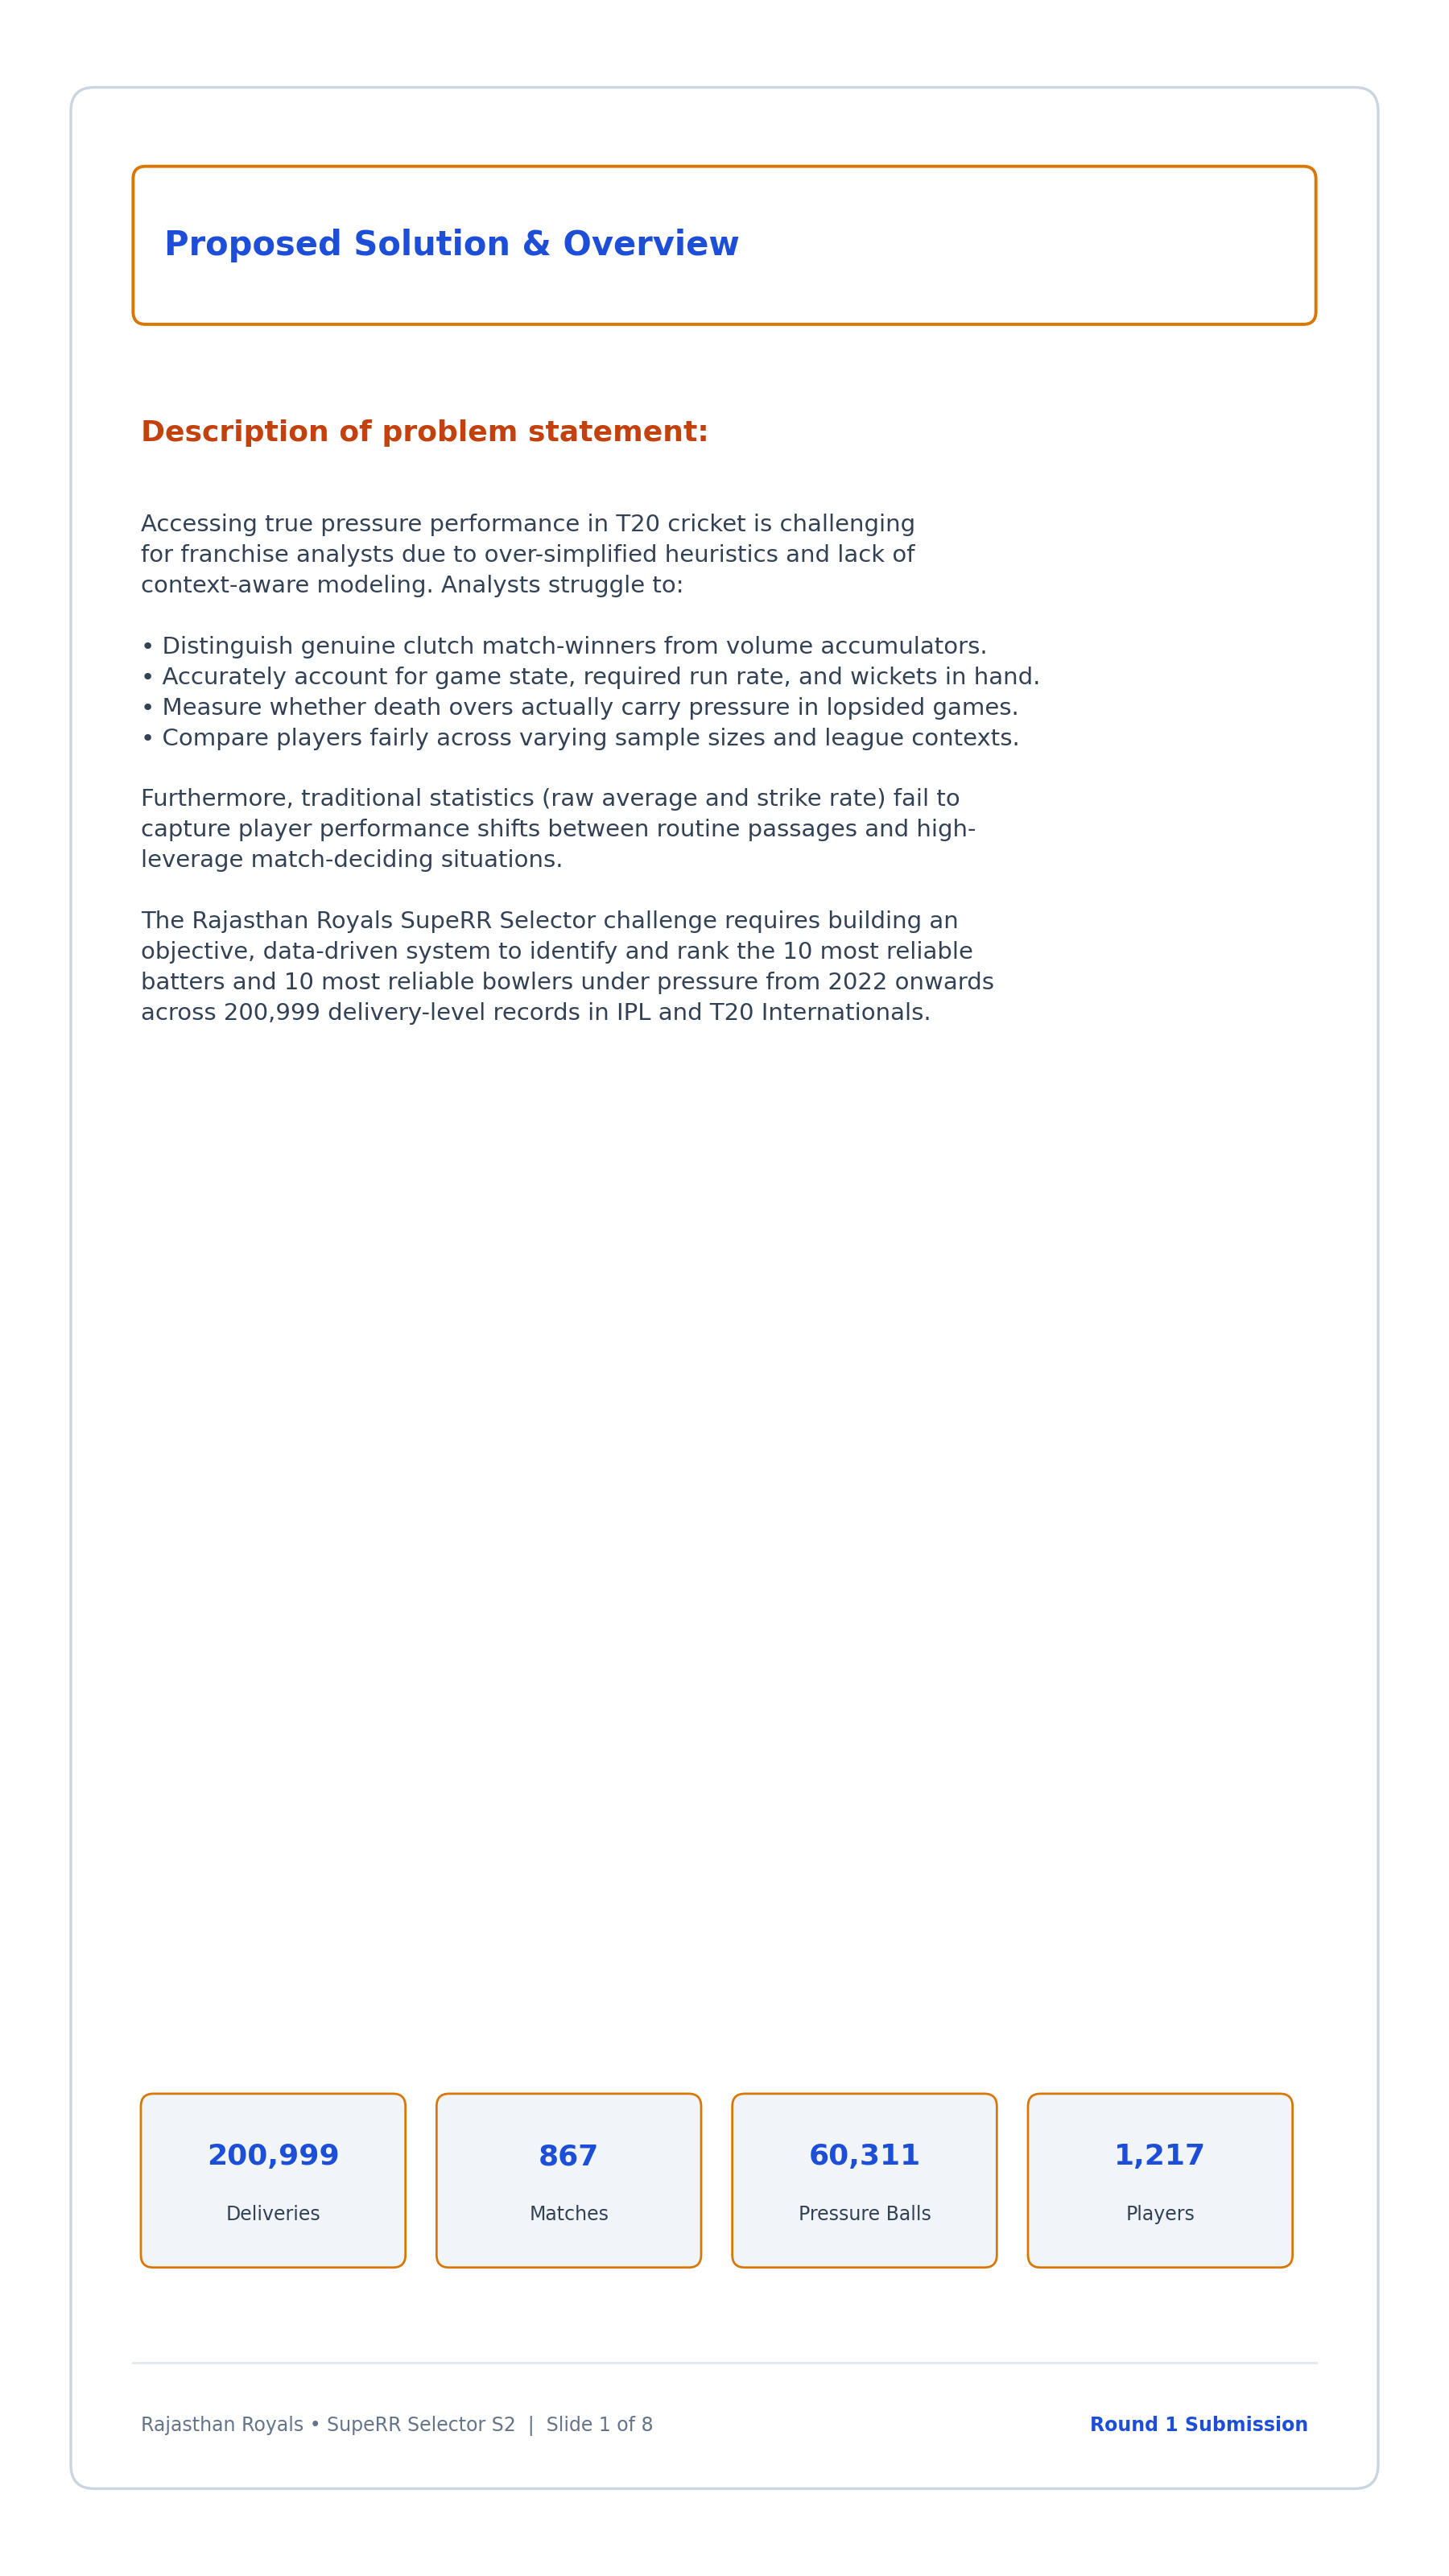 Proposed Solution & Overview
Description of problem statement:
Accessing true pressure performance in T20 cricket is challenging
for franchise analysts due to over-simplified heuristics and lack of
context-aware modeling. Analysts struggle to:
• Distinguish genuine clutch match-winners from volume accumulators.
• Accurately account for game state, required run rate, and wickets in hand.
• Measure whether death overs actually carry pressure in lopsided games.
• Compare players fairly across varying sample sizes and league contexts.
Furthermore, traditional statistics (raw average and strike rate) fail to
capture player performance shifts between routine passages and high-
leverage match-deciding situations.
The Rajasthan Royals SupeRR Selector challenge requires building an
objective, data-driven system to identify and rank the 10 most reliable
batters and 10 most reliable bowlers under pressure from 2022 onwards
across 200,999 delivery-level records in IPL and T20 Internationals.
200,999
Deliveries
867
Matches
60,311
Pressure Balls
1,217
Players
Rajasthan Royals • SupeRR Selector S2 | Slide 1 of 8
Round 1 Submission